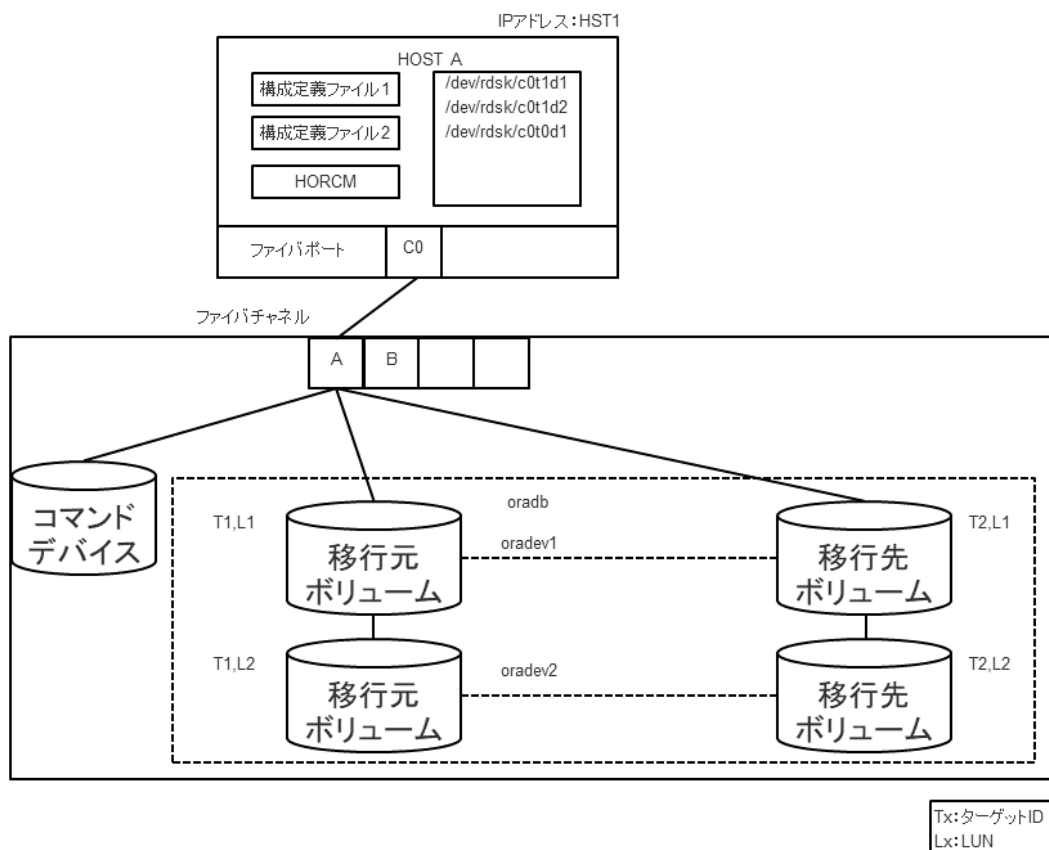 IPアドレス:HST1
HOST A
構成定義ファイル1
構成定義ファイル2
HORCM
/dev/rdsk/c0t1d1
/dev/rdsk/c0t1d2
/dev/rdsk/c0t0d1
ファイバポート
C0
ファイバチャネル
A
B
コマンド
デバイス
oradb
T1,L1
移行元
ボリューム
oradev1
移行先
ボリューム
T2,L1
T1,L2
移行元
ボリューム
oradev2
移行先
ボリューム
T2,L2
Tx:ターゲットID
Lx:LUN